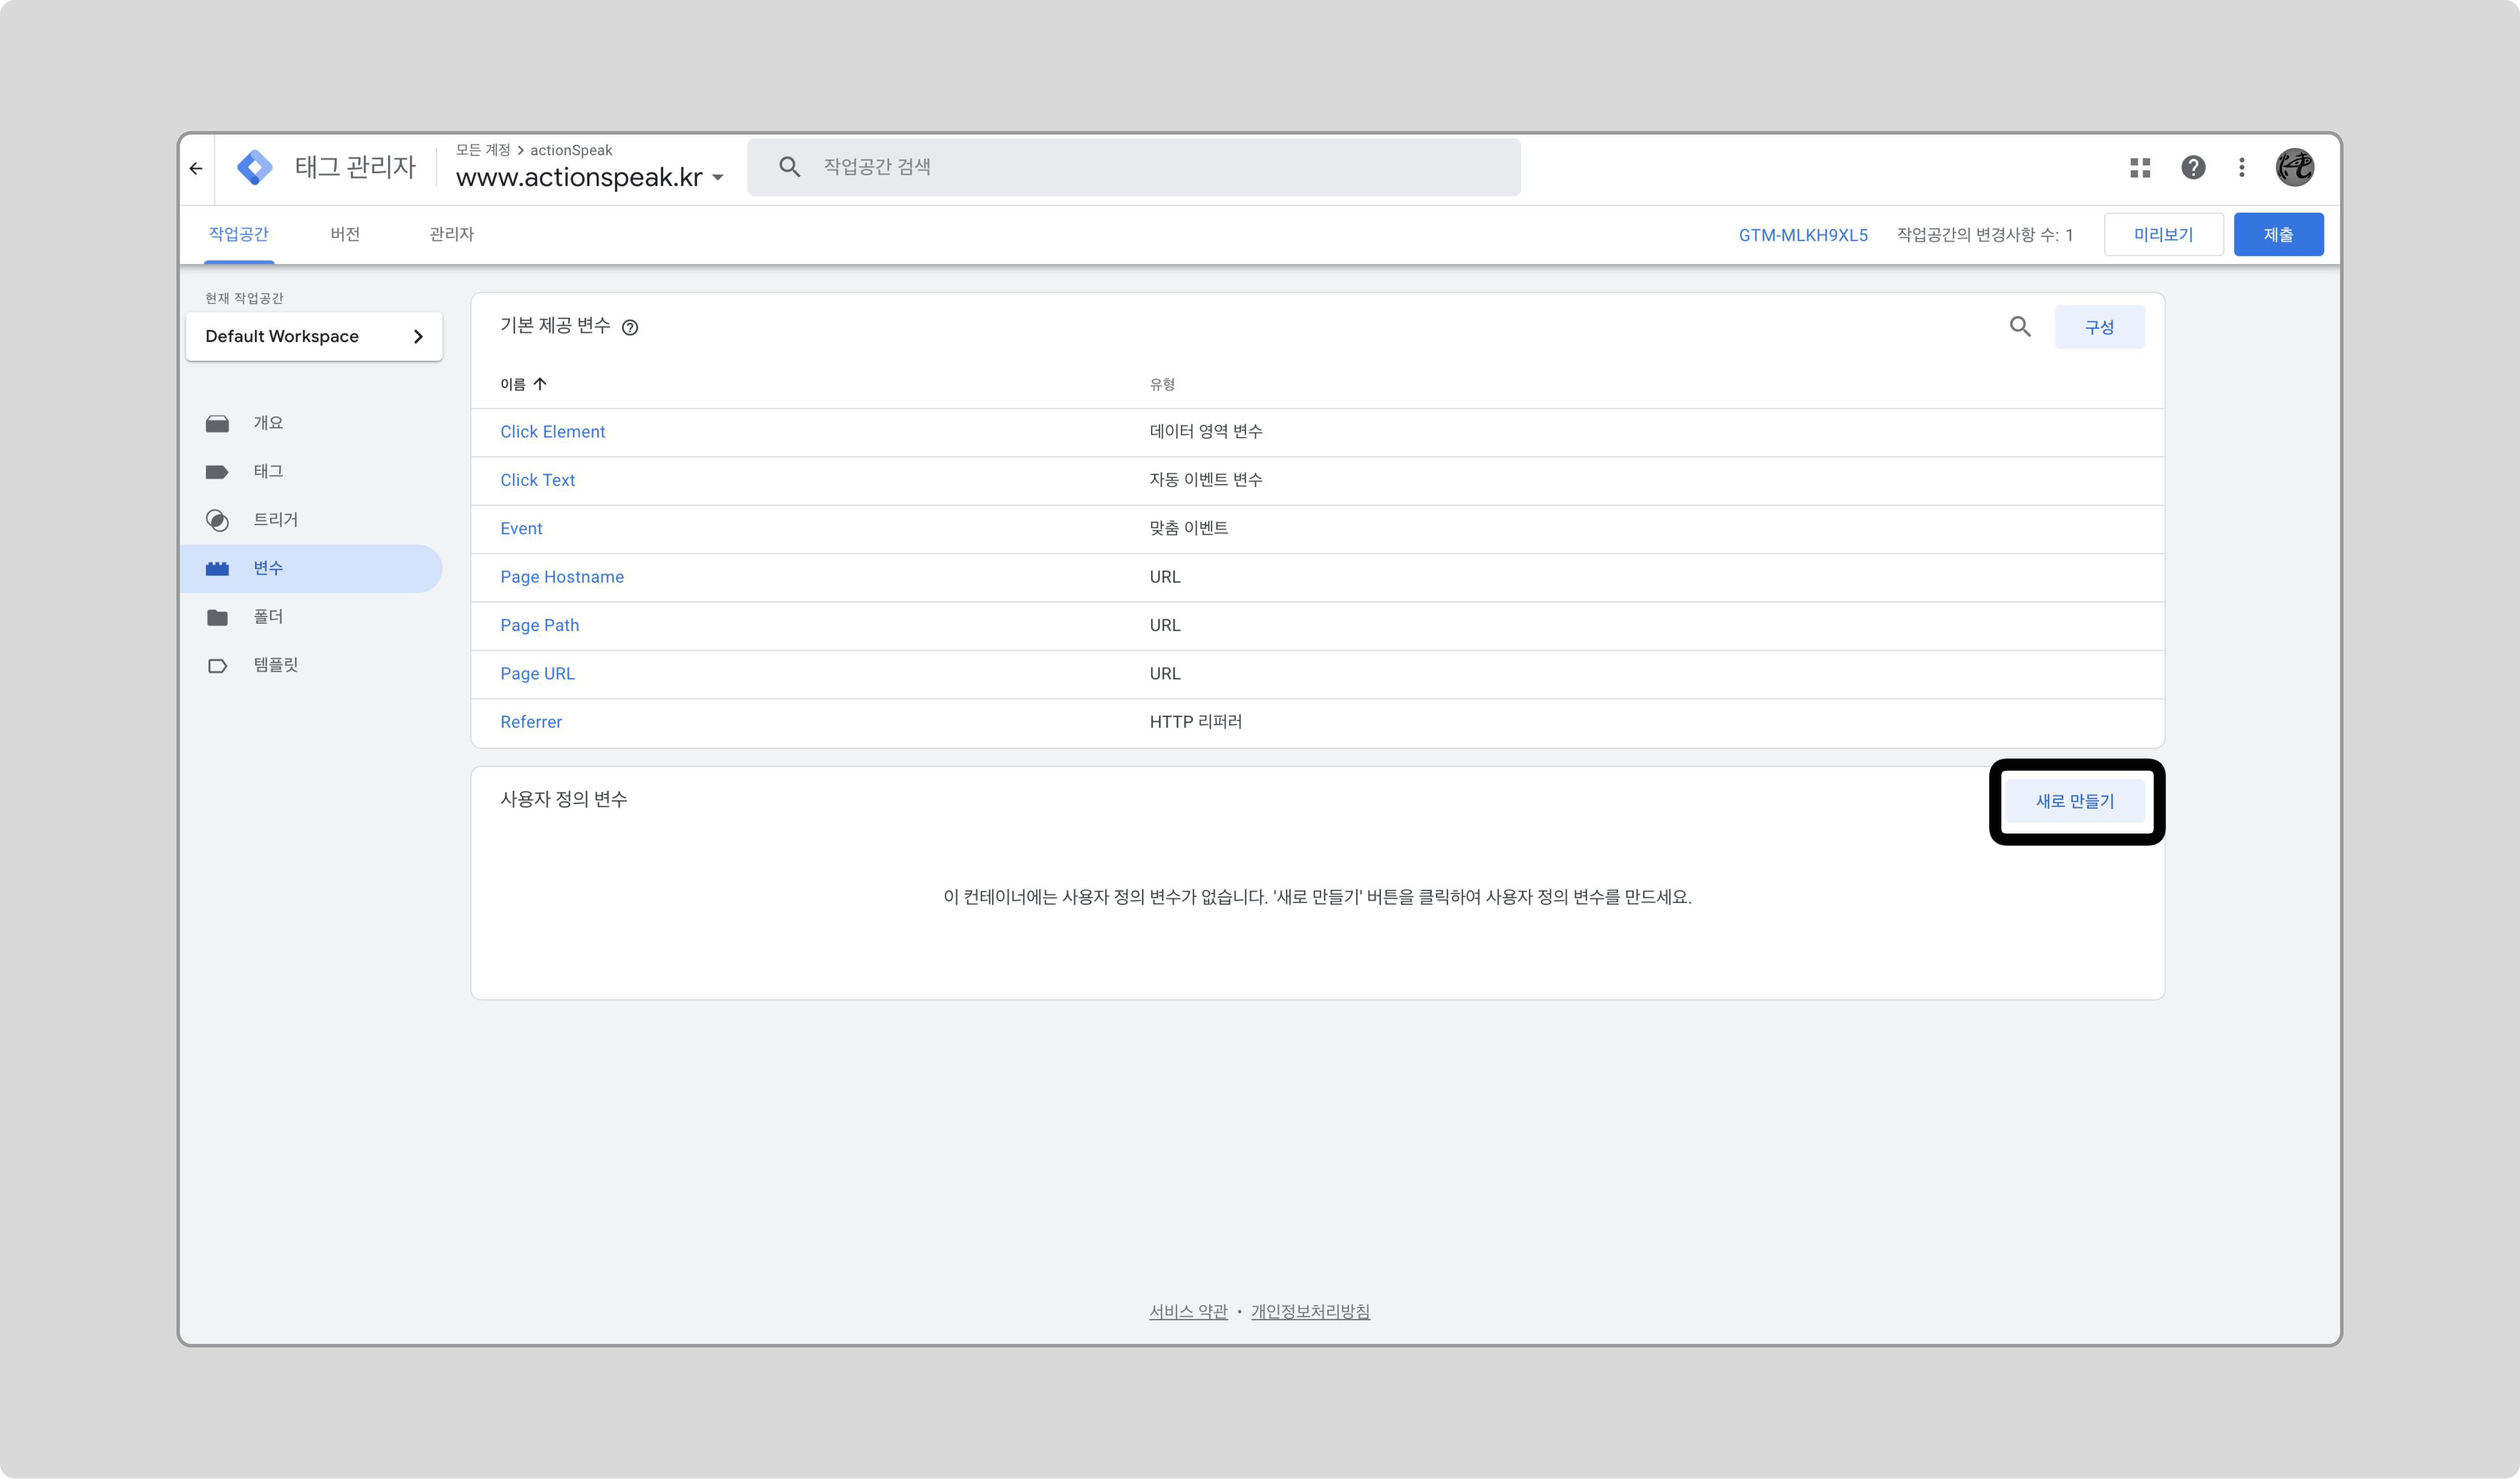 모든 계정 > actionSpeak
태그 관리자
www.actionspeak.kr
작업공간 검색
작업공간
버전
관리자
GTM-MLKH9XL5
작업공간의 변경사항 수: 1
미리보기
제출
현재 작업공간
Default Workspace
개요
태그
트리거
변수
폴더
템플릿
기본 제공 변수
구성
이름
유형
Click Element
데이터 영역 변수
Click Text
자동 이벤트 변수
Event
맞춤 이벤트
Page Hostname
URL
Page Path
URL
Page URL
URL
Referrer
HTTP 리퍼러
사용자 정의 변수
새로 만들기
이 컨테이너에는 사용자 정의 변수가 없습니다. '새로 만들기' 버튼을 클릭하여 사용자 정의 변수를 만드세요.
서비스 약관 • 개인정보처리방침